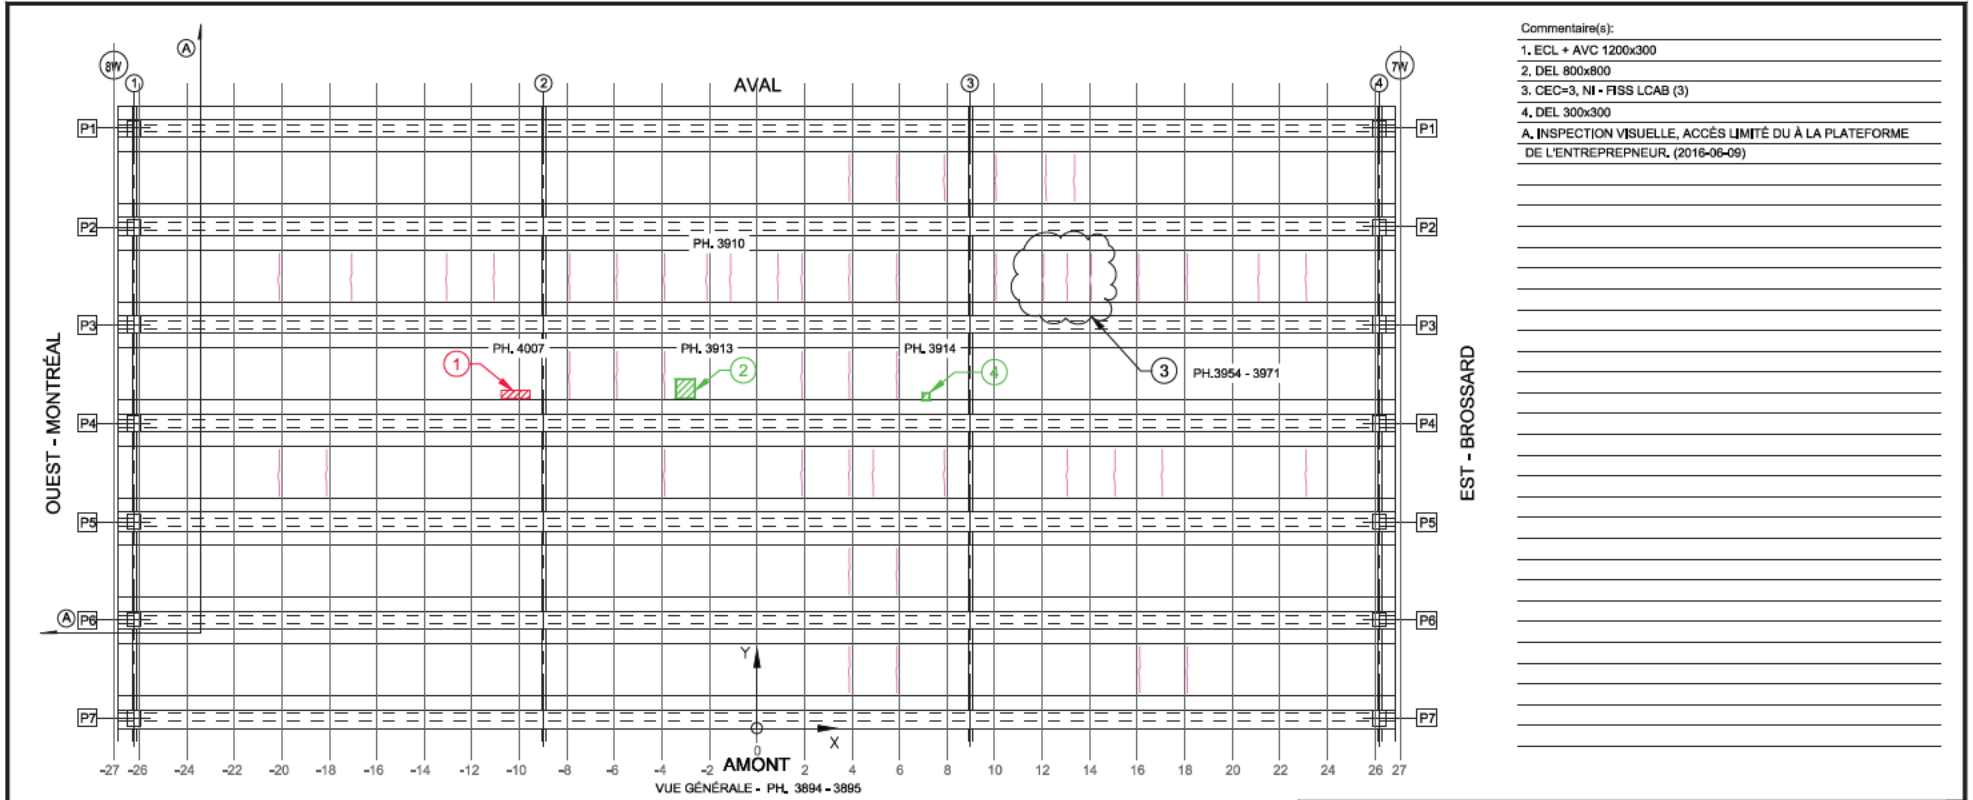 A
8W
7W
1
2
AVAL
3
4
P1
P1
P2
P2
PH. 3910
P3
P3
PH. 4007
PH. 3913
PH. 3914
1
2
4
3
PH.3954 - 3971
OUEST - MONTRÉAL
EST - BROSSARD
P4
P4
P5
P5
A
P6
P6
Y
P7
P7
X
0
-27 -26 -24 -22 -20 -18 -16 -14 -12 -10 -8 -6 -4 -2 2 4 6 8 10 12 14 16 18 20 22 24 26 27
AMONT
VUE GÉNÉRALE - PH. 3894 - 3895
Commentaire(s):
1. ECL + AVC 1200x300
2. DEL 800x800
3. CEC=3, NI - FISS LCAB (3)
4. DEL 300x300
A. INSPECTION VISUELLE, ACCÈS LIMITÉ DU À LA PLATEFORME
DE L'ENTREPREPNEUR. (2016-06-09)